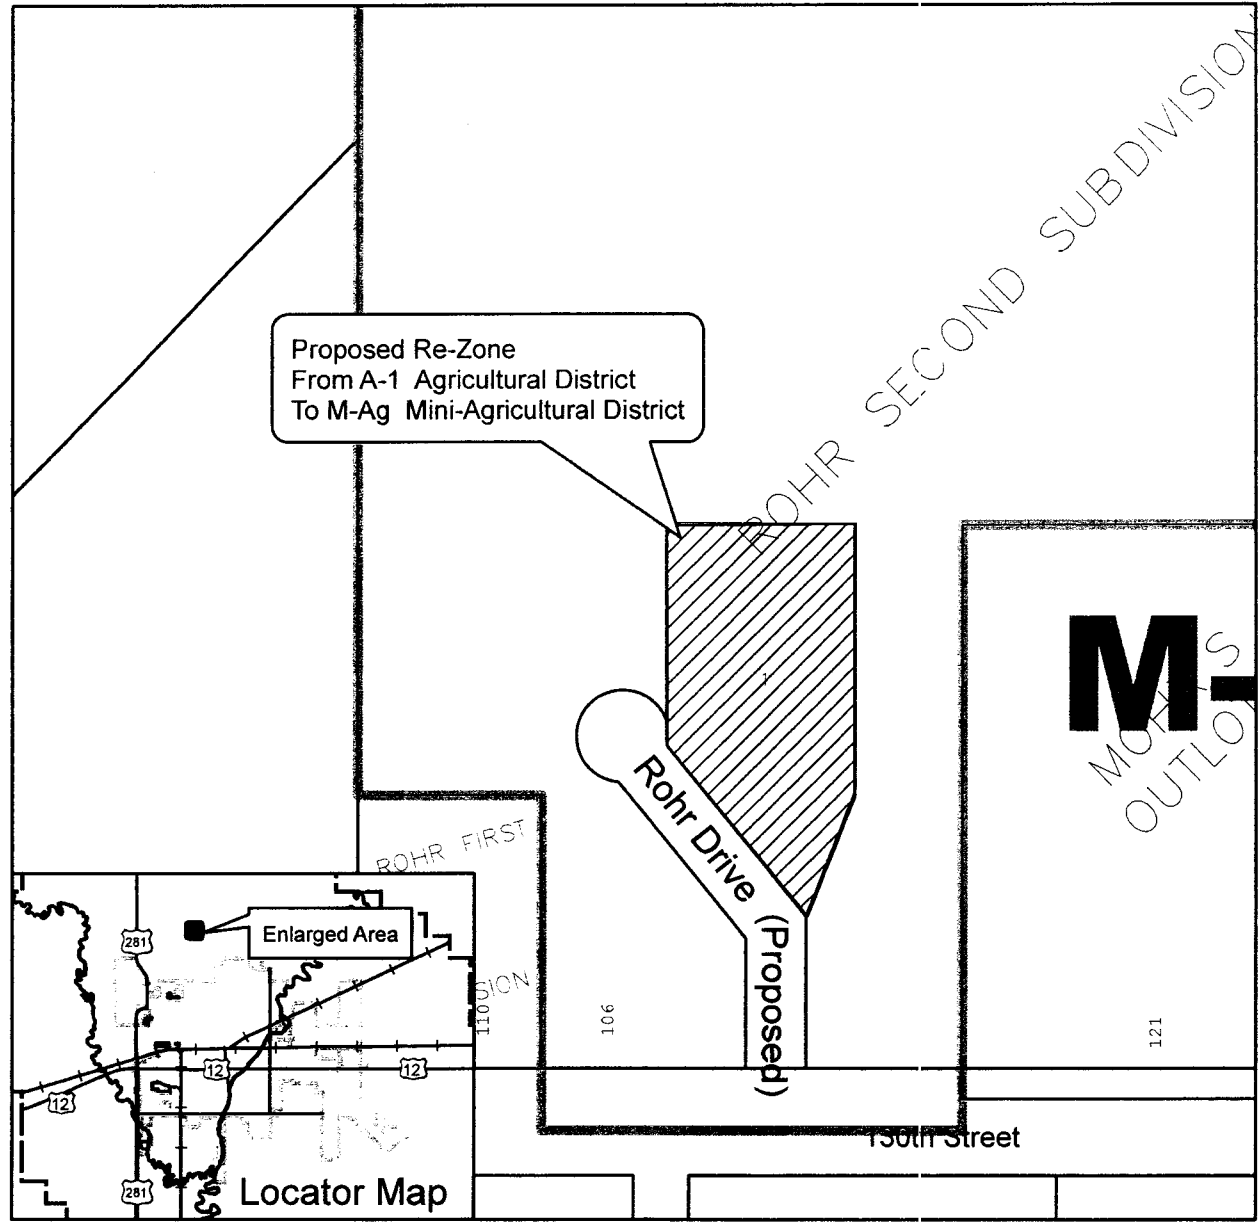 ROHR SECOND SUBDIVISION
Proposed Re-Zone
From A-1 Agricultural District
To M-Ag Mini-Agricultural District
M-
1
OUTLO
Rohr Drive (Proposed)
ROHR FIRST
SION
110
106
121
130th Street
Enlarged Area
281
12
12
12
281
Locator Map